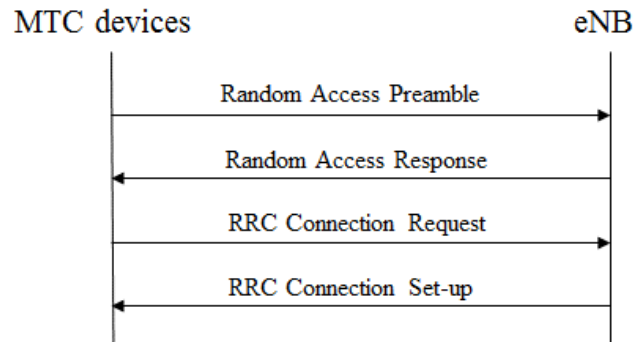 MTC devices
eNB
Random Access Preamble
Random Access Response
RRC Connection Request
RRC Connection Set-up